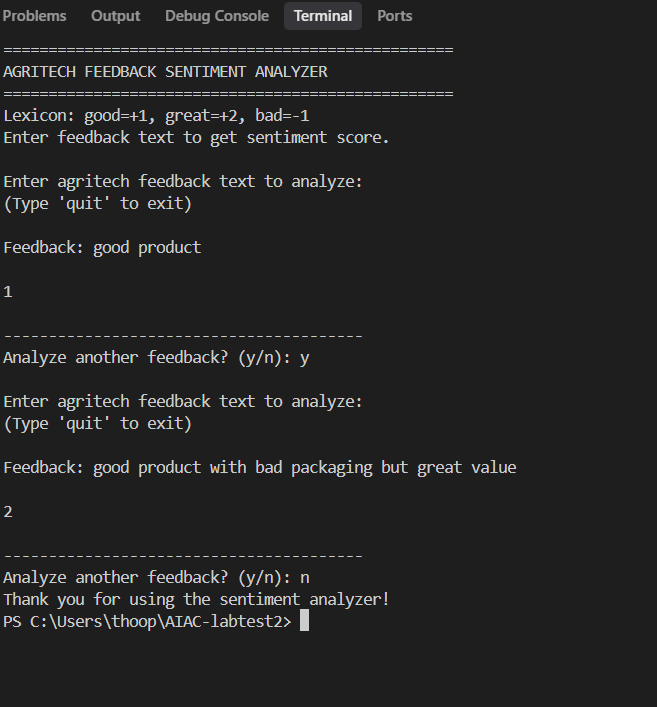 Problems Output Debug Console Terminal Ports
==================================================
AGRITECH FEEDBACK SENTIMENT ANALYZER
==================================================
Lexicon: good=+1, great=+2, bad=-1
Enter feedback text to get sentiment score.
Enter agritech feedback text to analyze:
(Type 'quit' to exit)
Feedback: good product
1
----------------------------------------
Analyze another feedback? (y/n): y
Enter agritech feedback text to analyze:
(Type 'quit' to exit)
Feedback: good product with bad packaging but great value
2
----------------------------------------
Analyze another feedback? (y/n): n
Thank you for using the sentiment analyzer!
PS C:\Users\thoop\AIAC-labtest2>